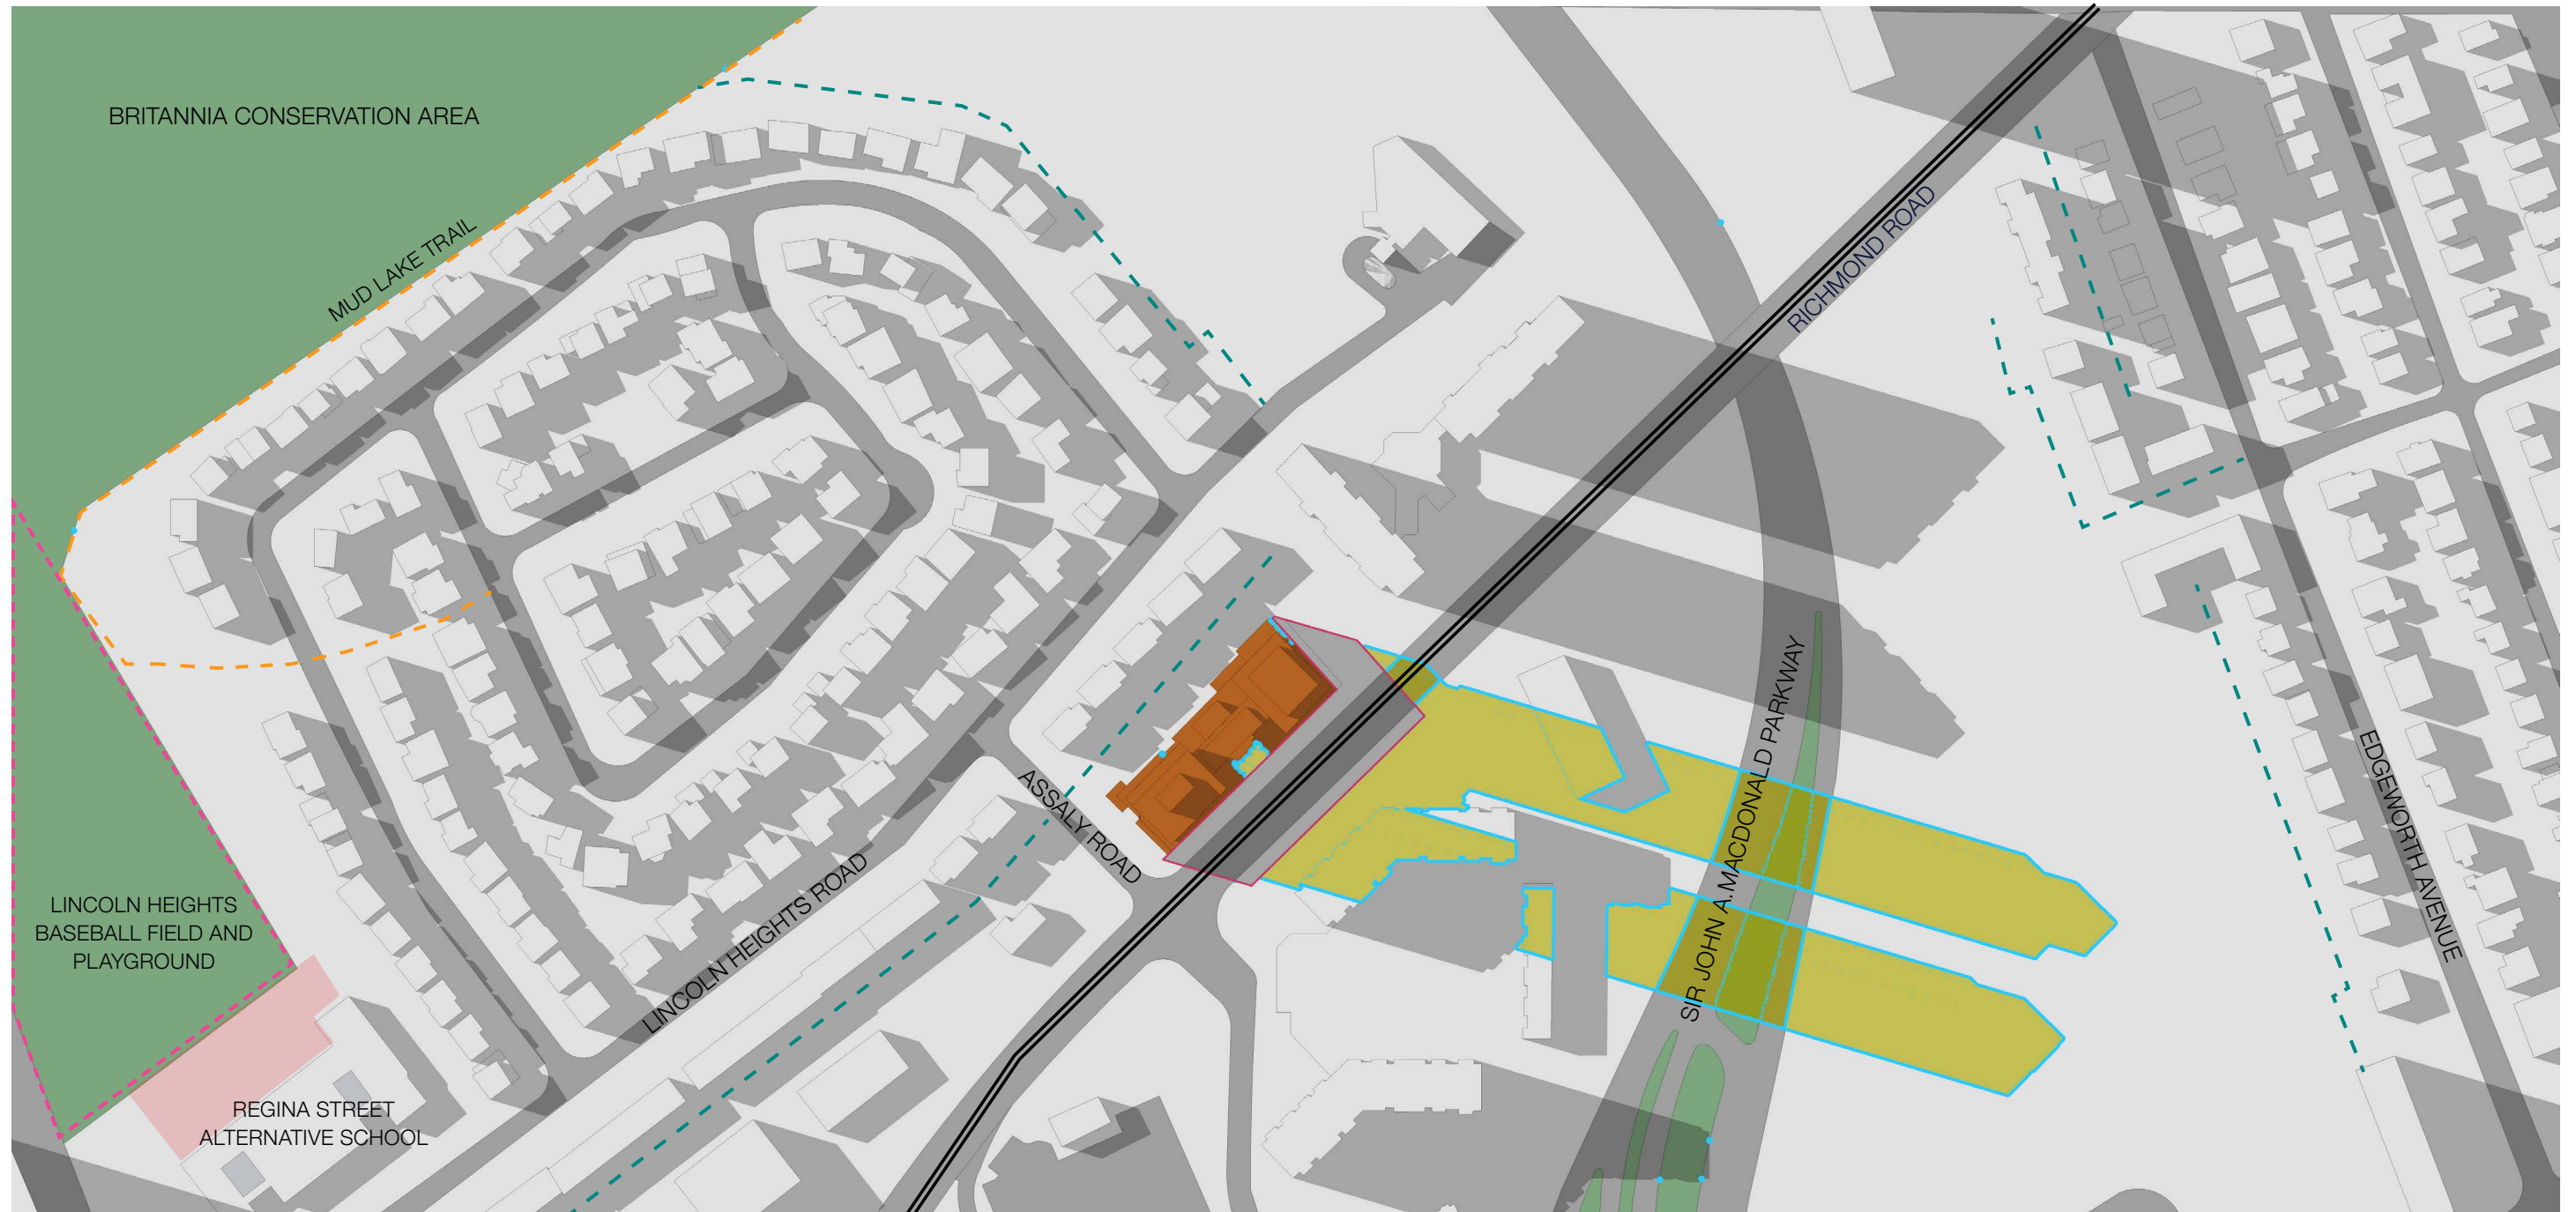 BRITANNIA CONSERVATION AREA
MUD LAKE TRAIL
RICHMOND ROAD
SIR JOHN A.MACDONALD PARKWAY
EDGEWORTH AVENUE
ASSALY ROAD
LINCOLN HEIGHTS ROAD
LINCOLN HEIGHTS
BASEBALL FIELD AND
PLAYGROUND
REGINA STREET
ALTERNATIVE SCHOOL